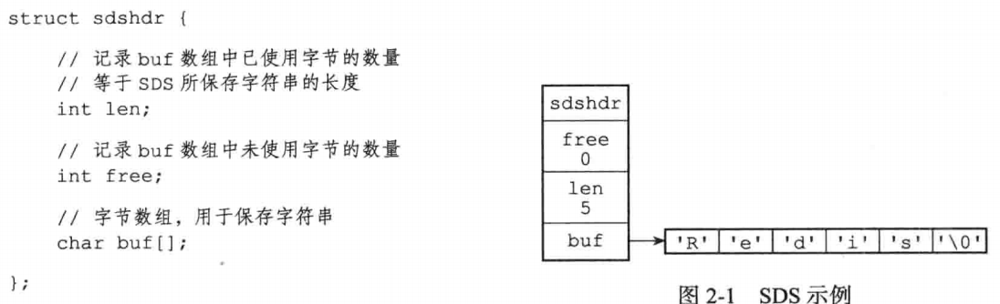 struct sdshdr {
// 记录 buf 数组中已使用字节的数量
// 等于 SDS 所保存字符串的长度
int len;
// 记录 buf 数组中未使用字节的数量
int free;
// 字节数组，用于保存字符串
char buf[];
};
sdshdr
free
0
len
5
buf
'R' 'e' 'd' 'i' 's' '\0'
图 2-1 SDS 示例